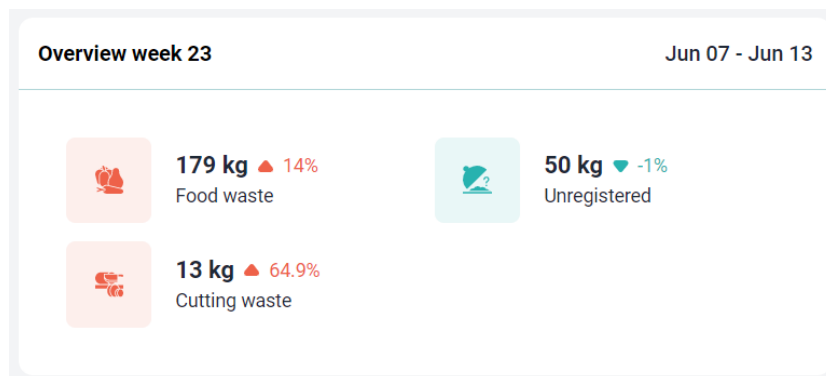 Overview week 23
Jun 07 - Jun 13
179 kg ▲ 14%
Food waste
50 kg ▼ -1%
Unregistered
13 kg ▲ 64.9%
Cutting waste